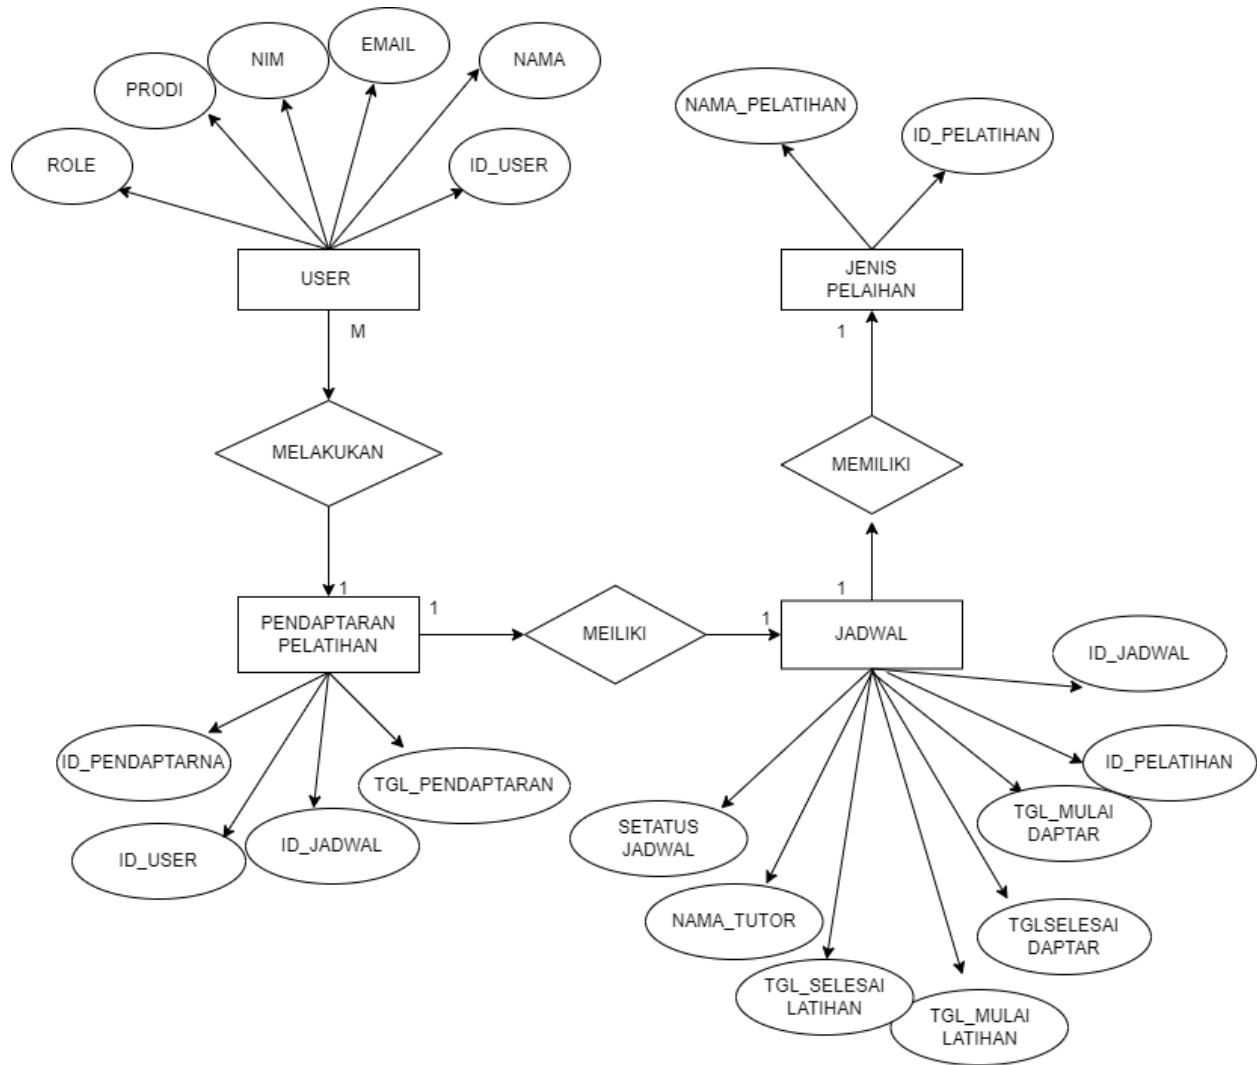 EMAIL
NIM
NAMA
PRODI
NAMA_PELATIHAN
ID_PELATIHAN
ROLE
ID_USER
USER
JENIS
PELAIHAN
M
1
MELAKUKAN
MEMILIKI
1
1
1
1
PENDAPTARAN
PELATIHAN
MEILIKI
JADWAL
ID_JADWAL
ID_PENDAPTARNA
TGL_PENDAPTARAN
ID_PELATIHAN
TGL_MULAI
DAPTAR
SETATUS
JADWAL
ID_USER
ID_JADWAL
NAMA_TUTOR
TGLSELESAI
DAPTAR
TGL_SELESAI
LATIHAN
TGL_MULAI
LATIHAN